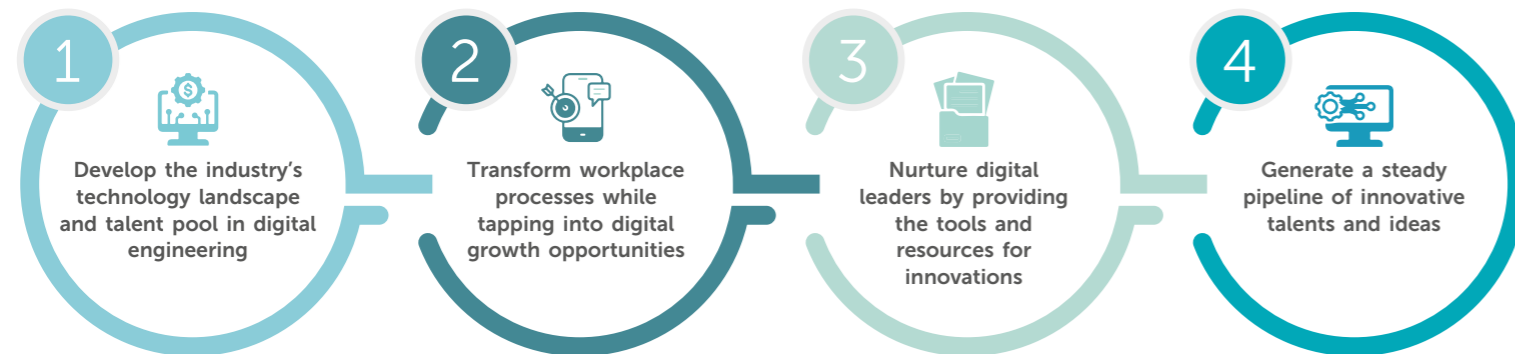 1
Develop the industry’s
technology landscape
and talent pool in digital
engineering
2
Transform workplace
processes while
tapping into digital
growth opportunities
3
Nurture digital
leaders by providing
the tools and
resources for
innovations
4
Generate a steady
pipeline of innovative
talents and ideas